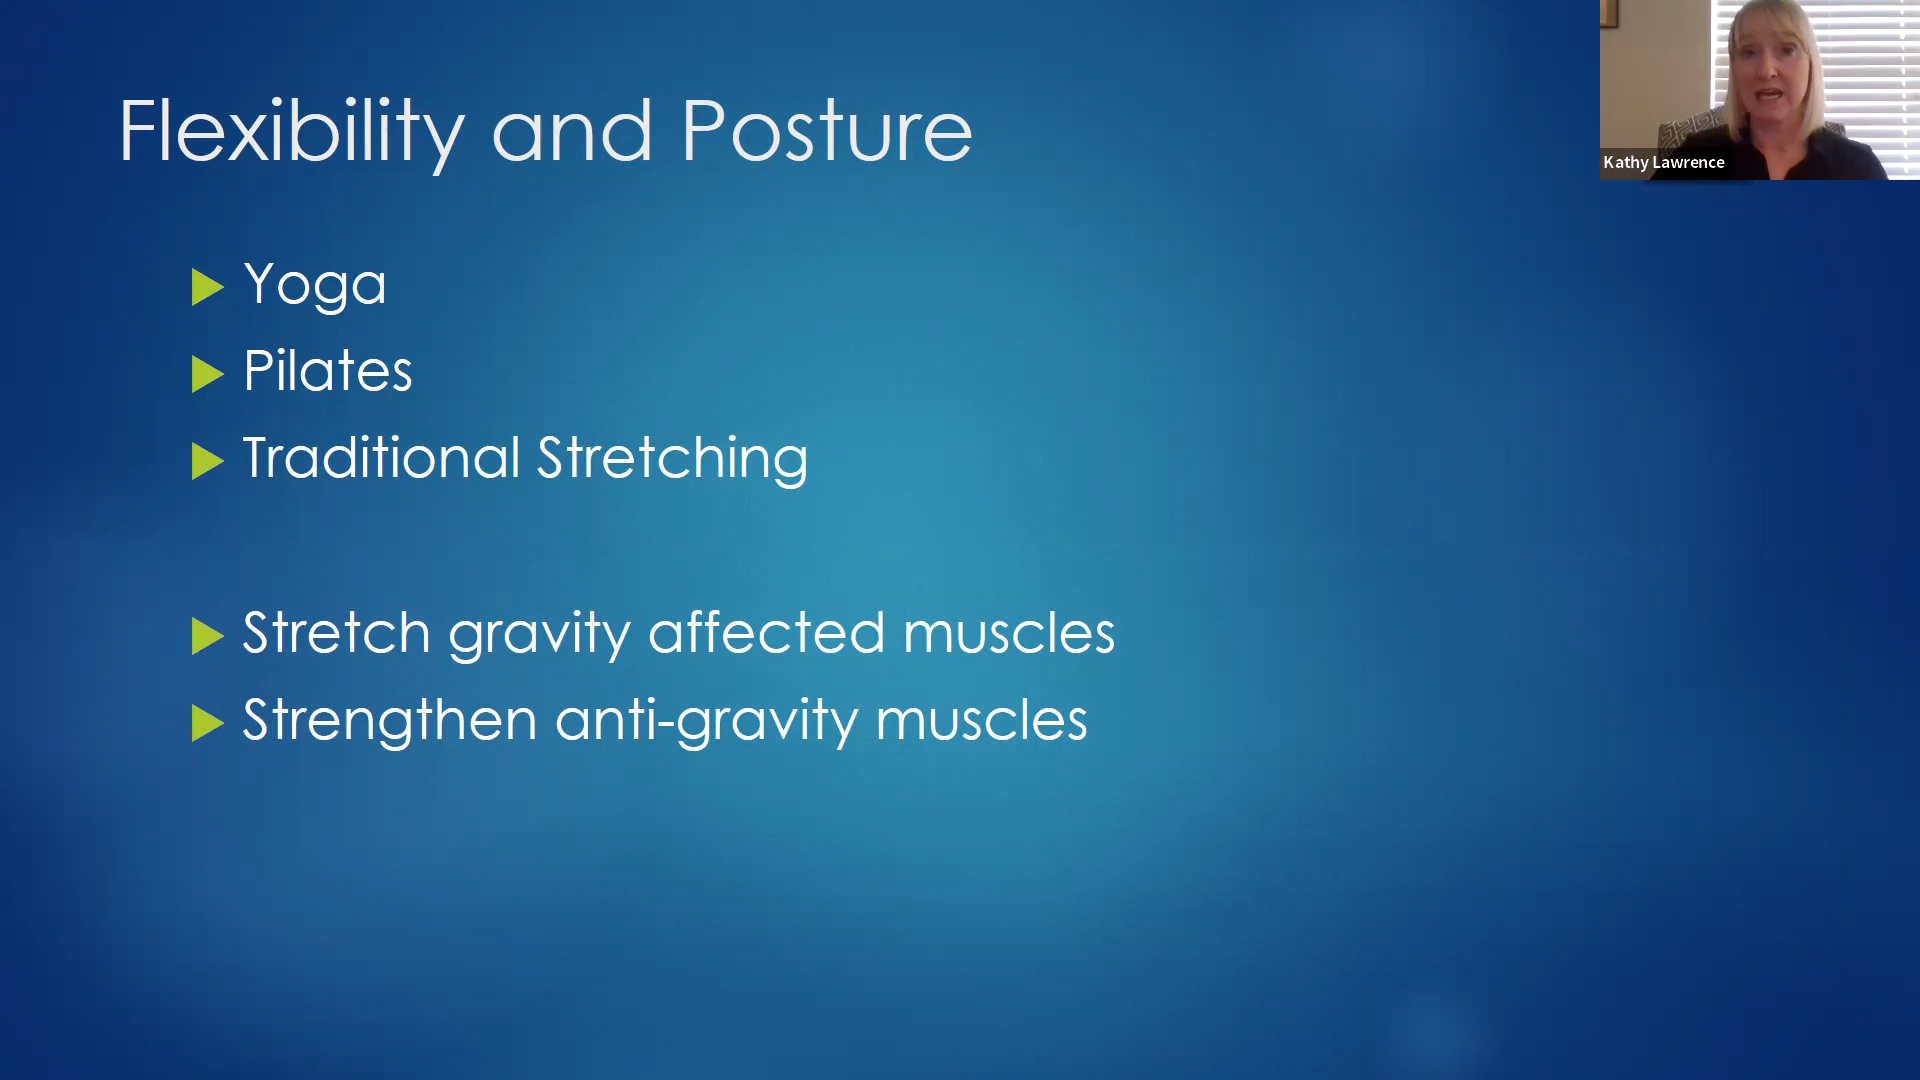 Flexibility and Posture
Kathy Lawrence
Yoga
Pilates
Traditional Stretching
Stretch gravity affected muscles
Strengthen anti-gravity muscles